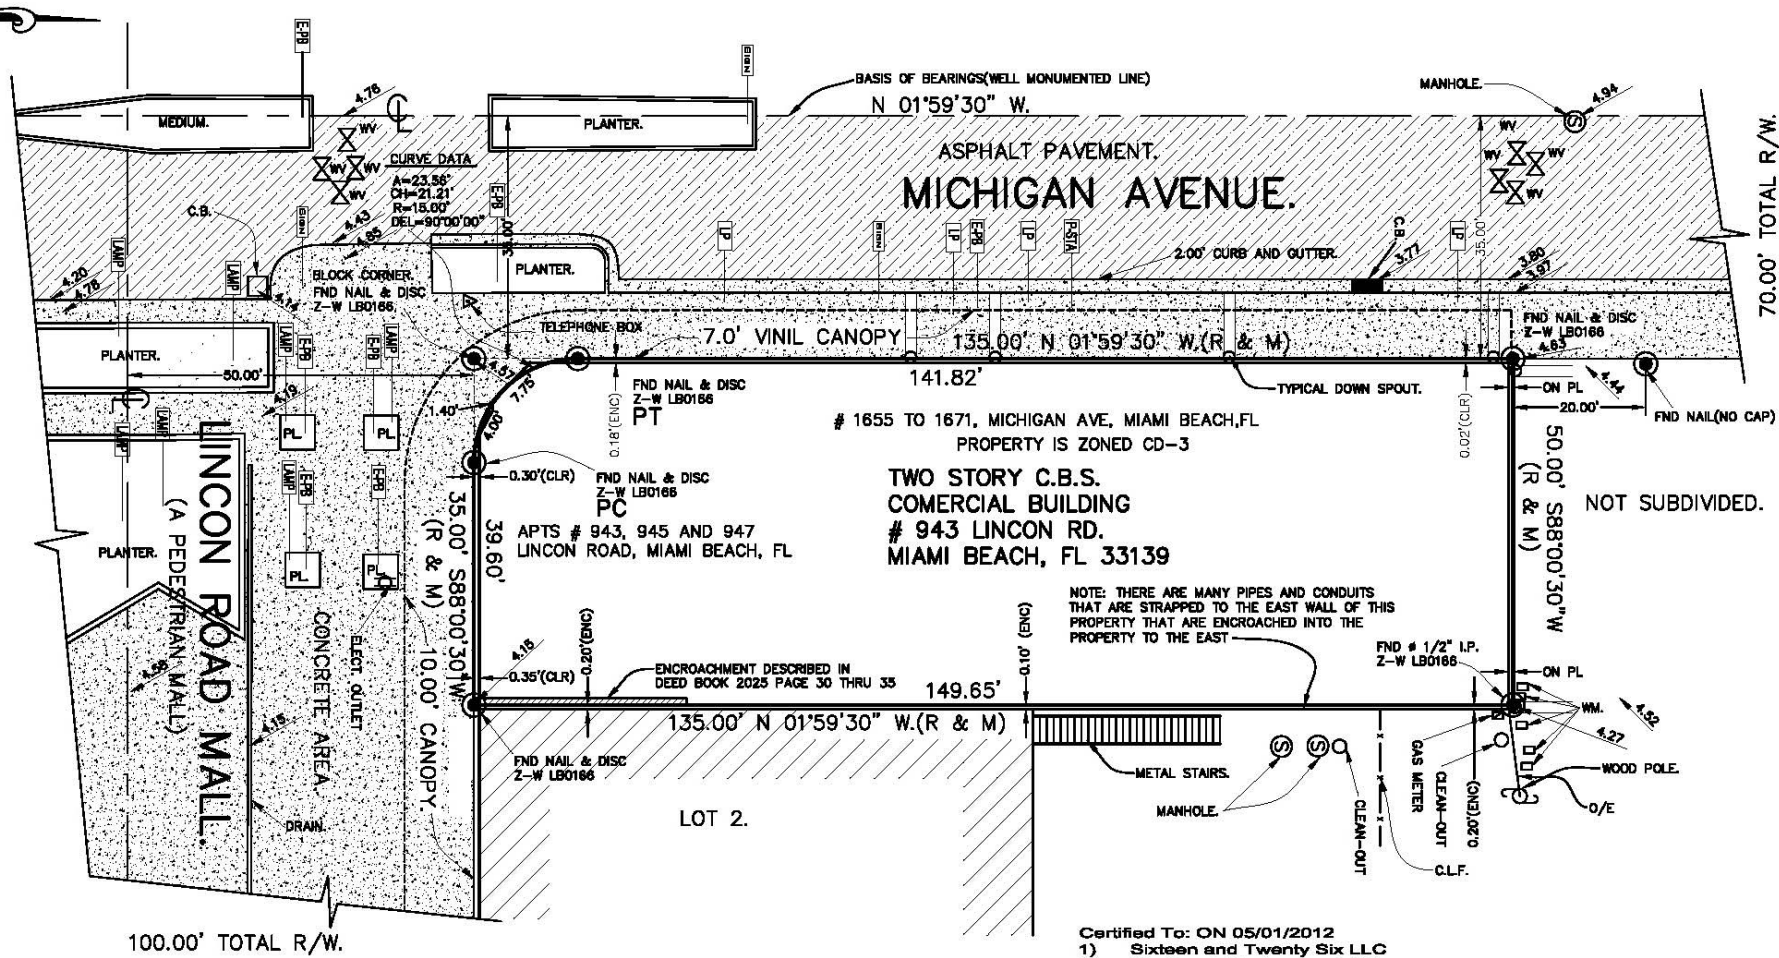 E-PB
SIGN
BASIS OF BEARINGS(WELL MONUMENTED LINE)
N 01°59'30" W.
MANHOLE.
4.94
4.76
MEDIUM.
PLANTER.
WV
WV
WV
WV
CURVE DATA
A=23.56'
CH=21.21'
R=15.00'
DEL=90°00'00"
E-PB
35.00'
ASPHALT PAVEMENT.
MICHIGAN AVENUE.
WV
WV
WV
WV
70.00' TOTAL R/W.
C.B.
SIGN
4.43
4.85
LP
SIGN
LP
E-PB
LP
P-STA
C.B
3.77
LP
35.00'
2.00' CURB AND GUTTER.
3.80
3.97
LAMP
LAMP
4.20
4.78
4.14
BLOCK CORNER.
FND NAIL & DISC
Z-W LB0166
PLANTER.
TELEPHONE BOX
7.0' VINIL CANOPY
135.00' N 01°59'30" W.(R & M)
FND NAIL & DISC
Z-W LB0166
4.63
PLANTER.
LAMP
E-PB
E-PB
LAMP
50.00'
4.19
4.57
7.75
1.40'
4.00'
0.18'(ENC)
FND NAIL & DISC
Z-W LB0166
PT
141.82'
TYPICAL DOWN SPOUT.
0.02'(CLR)
ON PL
4.44
20.00'
FND NAIL(NO CAP)
# 1655 TO 1671, MICHIGAN AVE, MIAMI BEACH,FL
PROPERTY IS ZONED CD-3
LAMP
LAMP
PL
PL
LAMP
E-PB
E-PB
0.30'(CLR)
FND NAIL & DISC
Z-W LB0166
PC
TWO STORY C.B.S.
COMERCIAL BUILDING
# 943 LINCON RD.
MIAMI BEACH, FL 33139
APTS # 943, 945 AND 947
LINCON ROAD, MIAMI BEACH, FL
50.00' S88°00'30"W
(R & M)
NOT SUBDIVIDED.
LINCON ROAD MALL.
(A PEDESTRIAN MALL)
PLANTER.
PL
PL
CONCRETE AREA.
ELECT. OUTLET
10.00' CANOPY.
39.60'
35.00' S88°00'30"W
(R & M)
NOTE: THERE ARE MANY PIPES AND CONDUITS
THAT ARE STRAPPED TO THE EAST WALL OF THIS
PROPERTY THAT ARE ENCROACHED INTO THE
PROPERTY TO THE EAST
FND ø 1/2" I.P.
Z-W LB0166
ON PL
4.58
4.15
4.15
0.35'(CLR)
0.20'(ENC)
ENCROACHMENT DESCRIBED IN
DEED BOOK 2025 PAGE 30 THRU 35
149.65'
0.10' (ENC)
135.00' N 01°59'30" W.(R & M)
WM.
4.52
4.27
FND NAIL & DISC
Z-W LB0166
METAL STAIRS.
MANHOLE.
CLEAN-OUT
GAS METER
CLEAN-OUT
0.20'(ENC)
WOOD POLE.
O/E
C.L.F.
DRAIN.
LOT 2.
100.00' TOTAL R/W.
Certified To: ON 05/01/2012
1) Sixteen and Twenty Six LLC